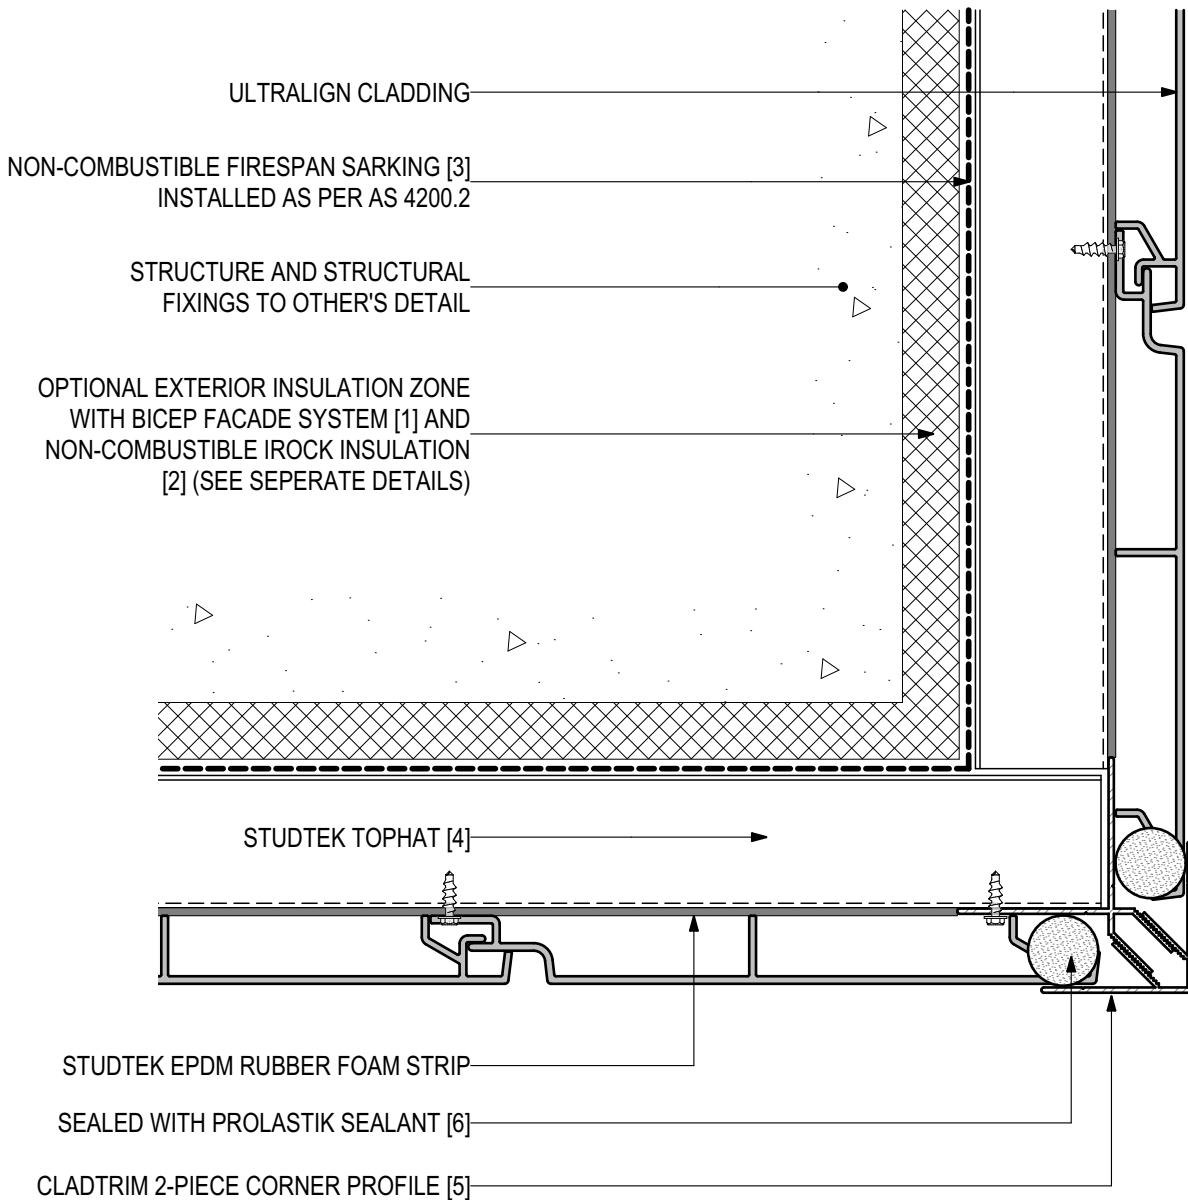 ULTRALIGN CLADDING
NON-COMBUSTIBLE FIRESPAN SARKING [3]
INSTALLED AS PER AS 4200.2
STRUCTURE AND STRUCTURAL
FIXINGS TO OTHER'S DETAIL
OPTIONAL EXTERIOR INSULATION ZONE
WITH BICEP FACADE SYSTEM [1] AND
NON-COMBUSTIBLE IROCK INSULATION
[2] (SEE SEPERATE DETAILS)
STUDTEK TOPHAT [4]
STUDTEK EPDM RUBBER FOAM STRIP
SEALED WITH PROLASTIK SEALANT [6]
CLADTRIM 2-PIECE CORNER PROFILE [5]